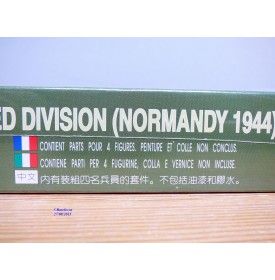 ED DIVISION (NORMANDY 1944)
CONTIENT PARTS POUR 4 FIGURES. PEINTURE ET COLLE NON CONCLUS.
CONTIENE PARTI PER 4 FUGURINE, COLLA E VERNICE NON INCLUSE.
中文 內有裝組四名兵員的套件。不包括油漆和膠水。